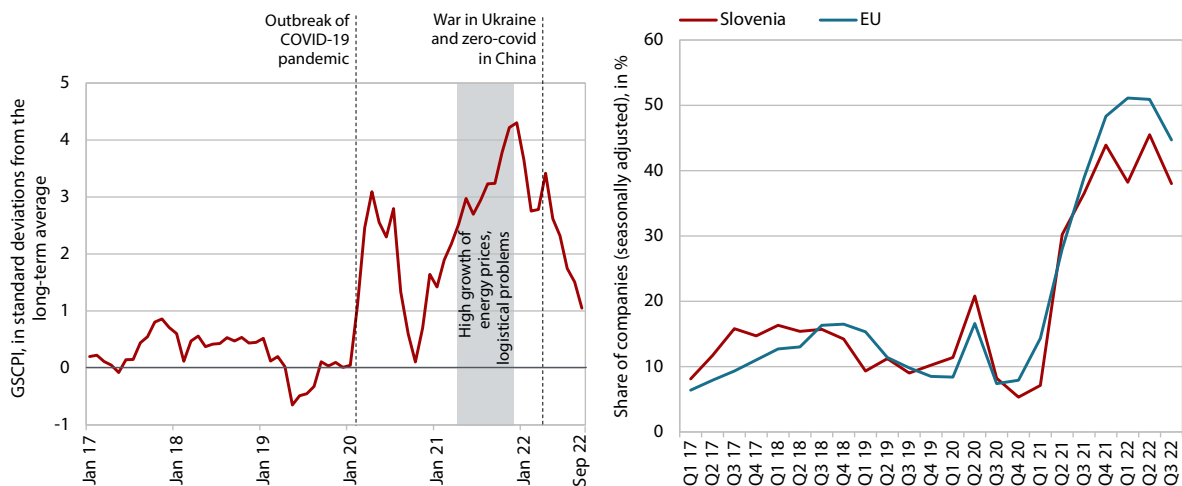 Outbreak of
COVID-19
pandemic
War in Ukraine
and zero-covid
in China
GSCPI, in standard deviations from the
long-term average
5
4
3
2
1
0
-1
High growth of
energy prices,
logistical problems
Jan 17
Jan 18
Jan 19
Jan 20
Jan 21
Jan 22
Sep 22
Slovenia
EU
Share of companies (seasonally adjusted), in %
60
50
40
30
20
10
0
Q1 17
Q2 17
Q3 17
Q4 17
Q1 18
Q2 18
Q3 18
Q4 18
Q1 19
Q2 19
Q3 19
Q4 19
Q1 20
Q2 20
Q3 20
Q4 20
Q1 21
Q2 21
Q3 21
Q4 21
Q1 22
Q2 22
Q3 22